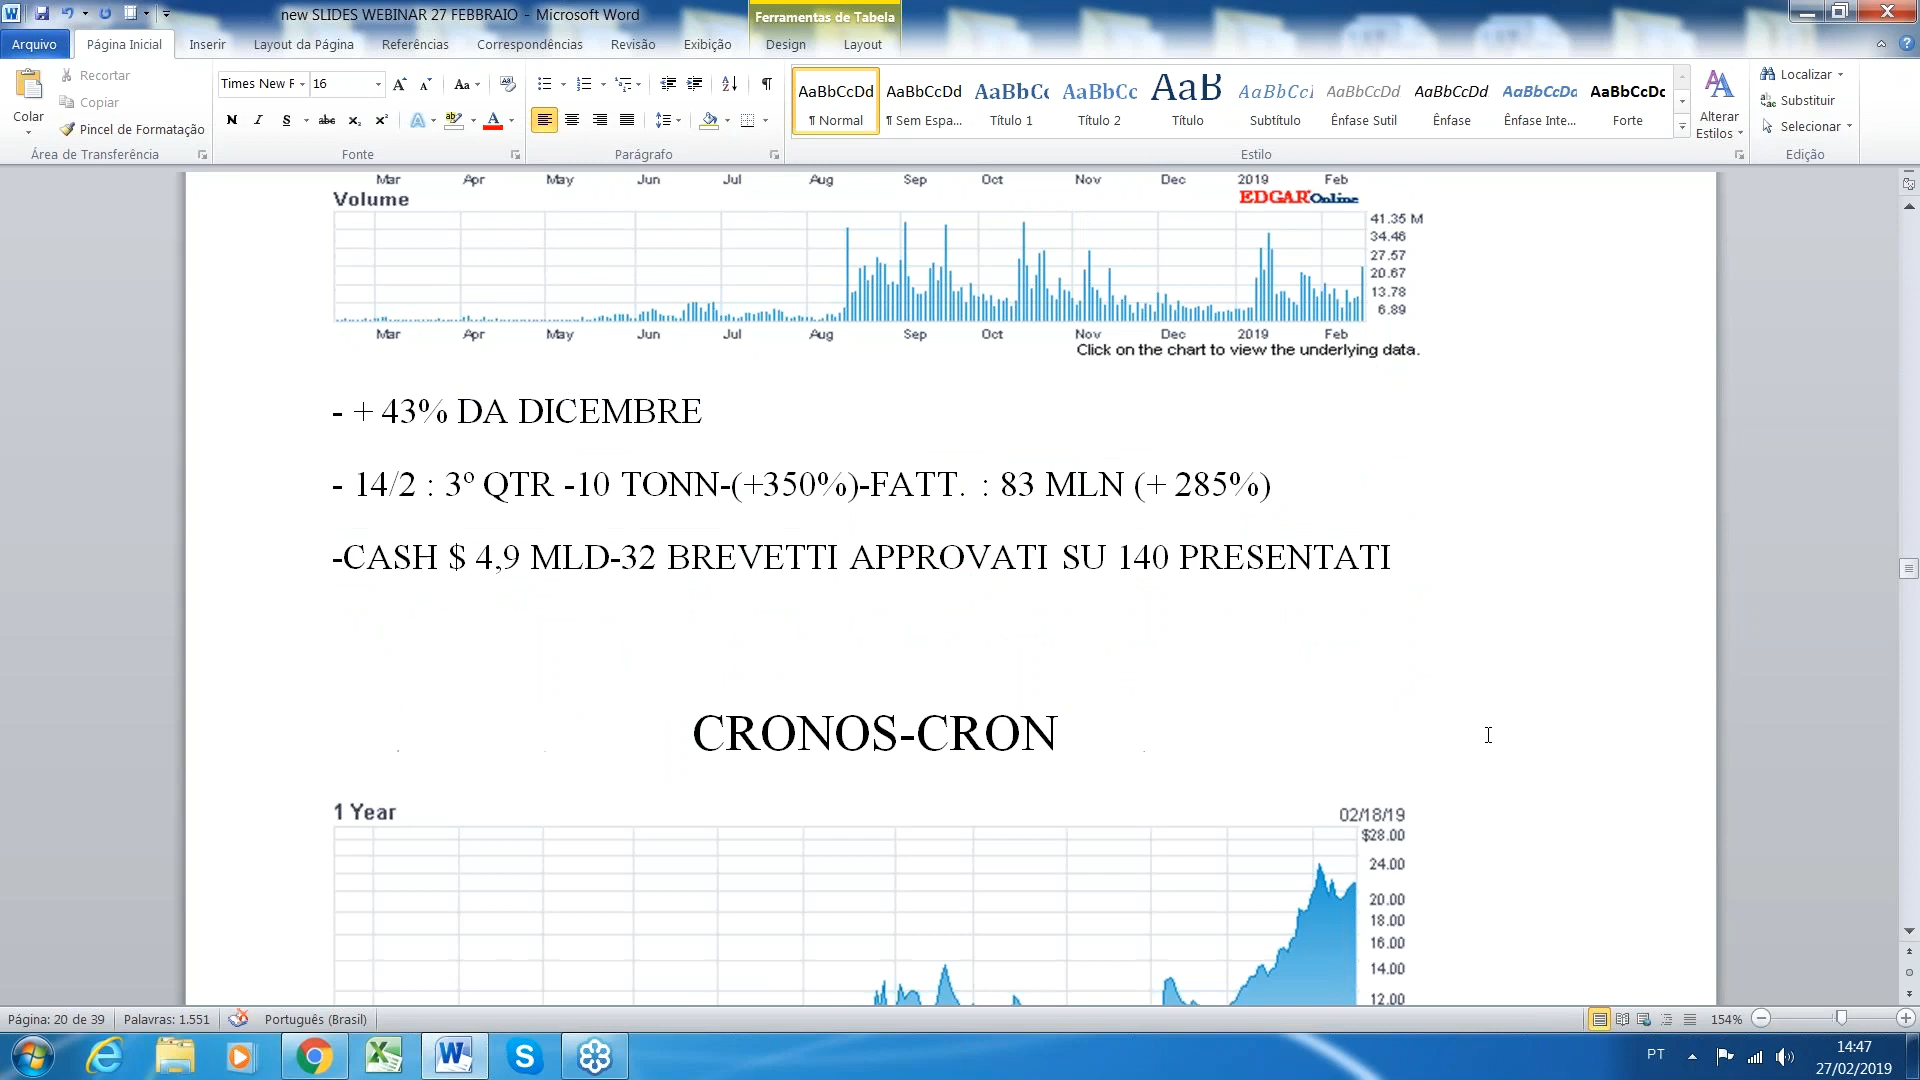 new SLIDES WEBINAR 27 FEBBRAIO - Microsoft Word
Ferramentas de Tabela
Arquivo Página Inicial Inserir Layout da Página Referências Correspondências Revisão Exibição Design Layout
Colar
Recortar
Copiar
Pincel de Formatação
Área de Transferência
Times New F 16
Fonte
Parágrafo
AaBbCcDd AaBbCcDd AaBbCc AaBbCc AaB AaBbCcI AaBbCcDd AaBbCcDd AaBbCcDd AaBbCcDc
¶ Normal ¶ Sem Espa... Título 1 Título 2 Título Subtítulo Ênfase Sutil Ênfase Ênfase Inte... Forte
Estilo
Alterar
Estilos
Localizar
Substituir
Selecionar
Edição
Mar Apr May Jun Jul Aug Sep Oct Nov Dec 2019 Feb
Volume
EDGAR Online
41.35 M
34.46
27.57
20.67
13.78
6.89
Mar Apr May Jun Jul Aug Sep Oct Nov Dec 2019 Feb
Click on the chart to view the underlying data.
- + 43% DA DICEMBRE
- 14/2 : 3º QTR -10 TONN-(+350%)-FATT. : 83 MLN (+ 285%)
-CASH $ 4,9 MLD-32 BREVETTI APPROVATI SU 140 PRESENTATI
CRONOS-CRON
1 Year
02/18/19
$28.00
24.00
20.00
18.00
16.00
14.00
12.00
Página: 20 de 39 Palavras: 1.551 Português (Brasil)
154%
PT
14:47
27/02/2019